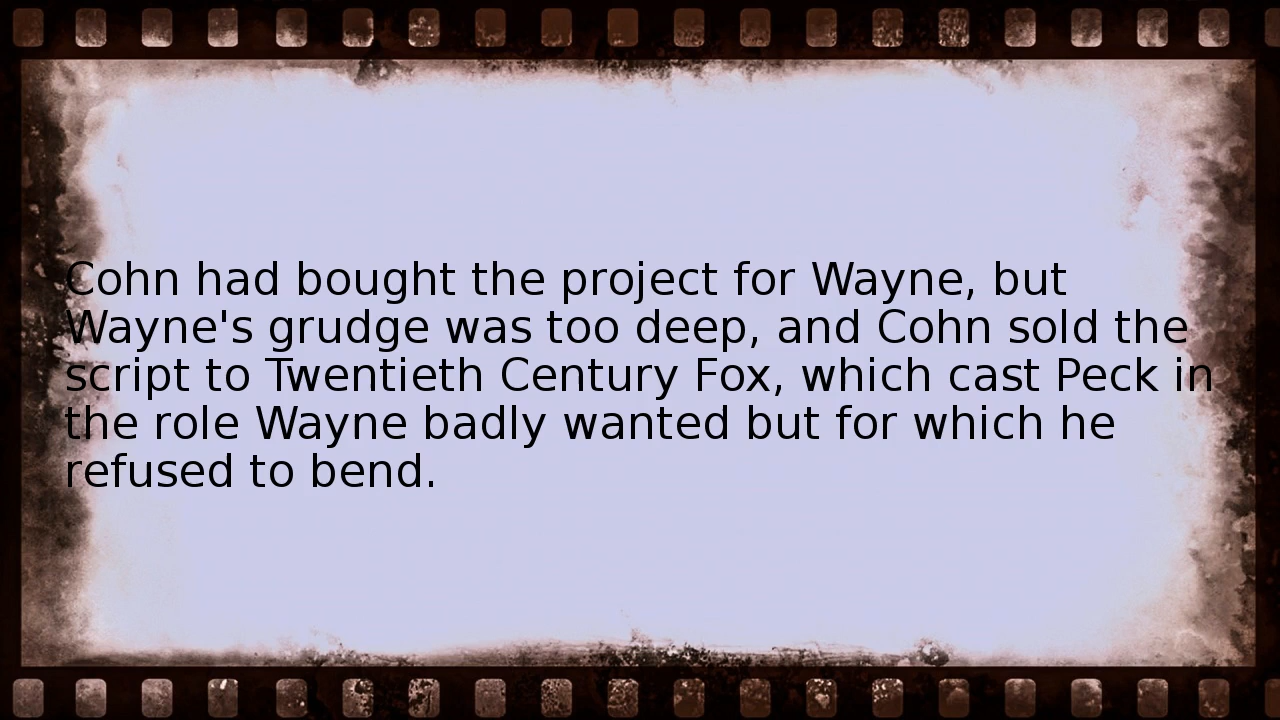 Cohn had bought the project for Wayne, but
Wayne's grudge was too deep, and Cohn sold the
script to Twentieth Century Fox, which cast Peck in
the role Wayne badly wanted but for which he
refused to bend.